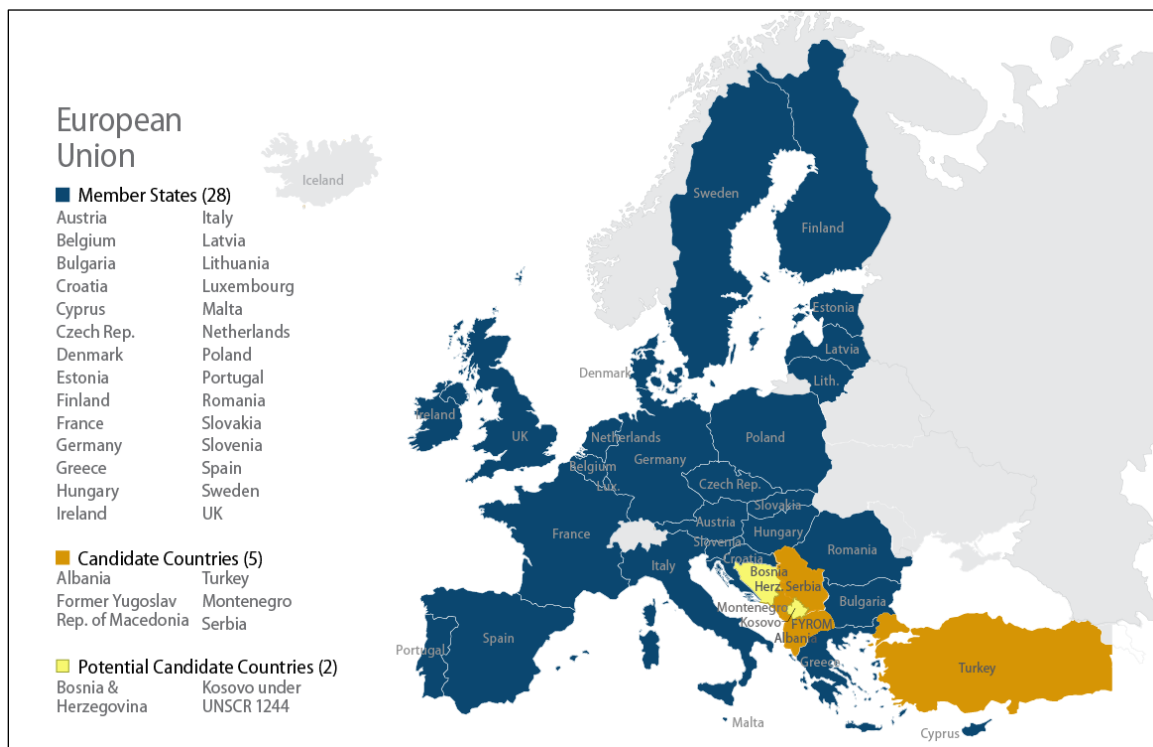 European
Union
Member States (28)
Austria
Belgium
Bulgaria
Croatia
Cyprus
Czech Rep.
Denmark
Estonia
Finland
France
Germany
Greece
Hungary
Ireland
Italy
Latvia
Lithuania
Luxembourg
Malta
Netherlands
Poland
Portugal
Romania
Slovakia
Slovenia
Spain
Sweden
UK
Candidate Countries (5)
Albania
Former Yugoslav
Rep. of Macedonia
Turkey
Montenegro
Serbia
Potential Candidate Countries (2)
Bosnia &
Herzegovina
Kosovo under
UNSCR 1244
Iceland
Sweden
Finland
Estonia
Latvia
Lith.
Denmark
Ireland
UK
Netherlands
Belgium
Lux.
Germany
Poland
Czech Rep.
Slovakia
Austria
Hungary
Slovenia
France
Croatia
Italy
Romania
Bosnia
Herz.
Serbia
Bulgaria
Montenegro
Kosovo
FYROM
Albania
Portugal
Spain
Greece
Turkey
Malta
Cyprus